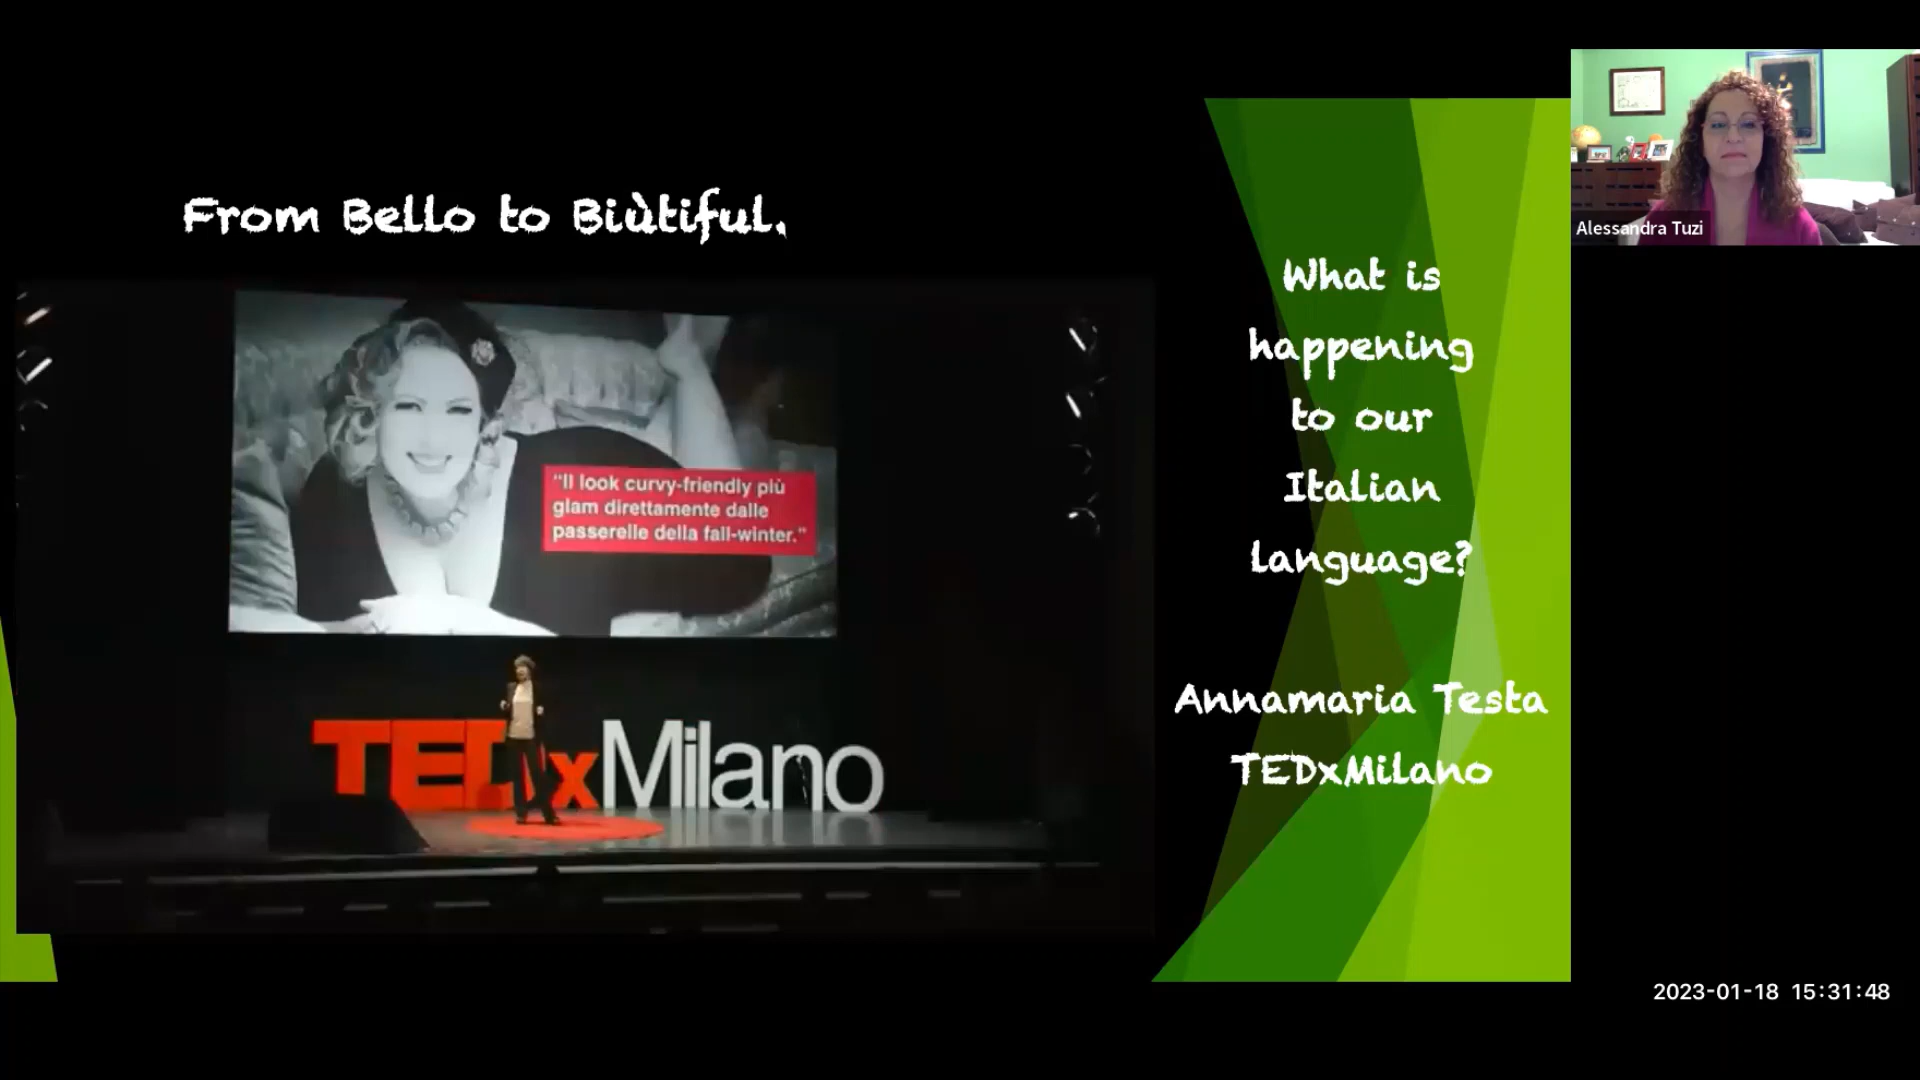 From Bello to Biùtiful.
"Il look curvy-friendly più
glam direttamente dalle
passerelle della fall-winter."
TEDxMilano
What is
happening
to our
Italian
language?
Annamaria Testa
TEDxMilano
Alessandra Tuzi
2023-01-18 15:31:48